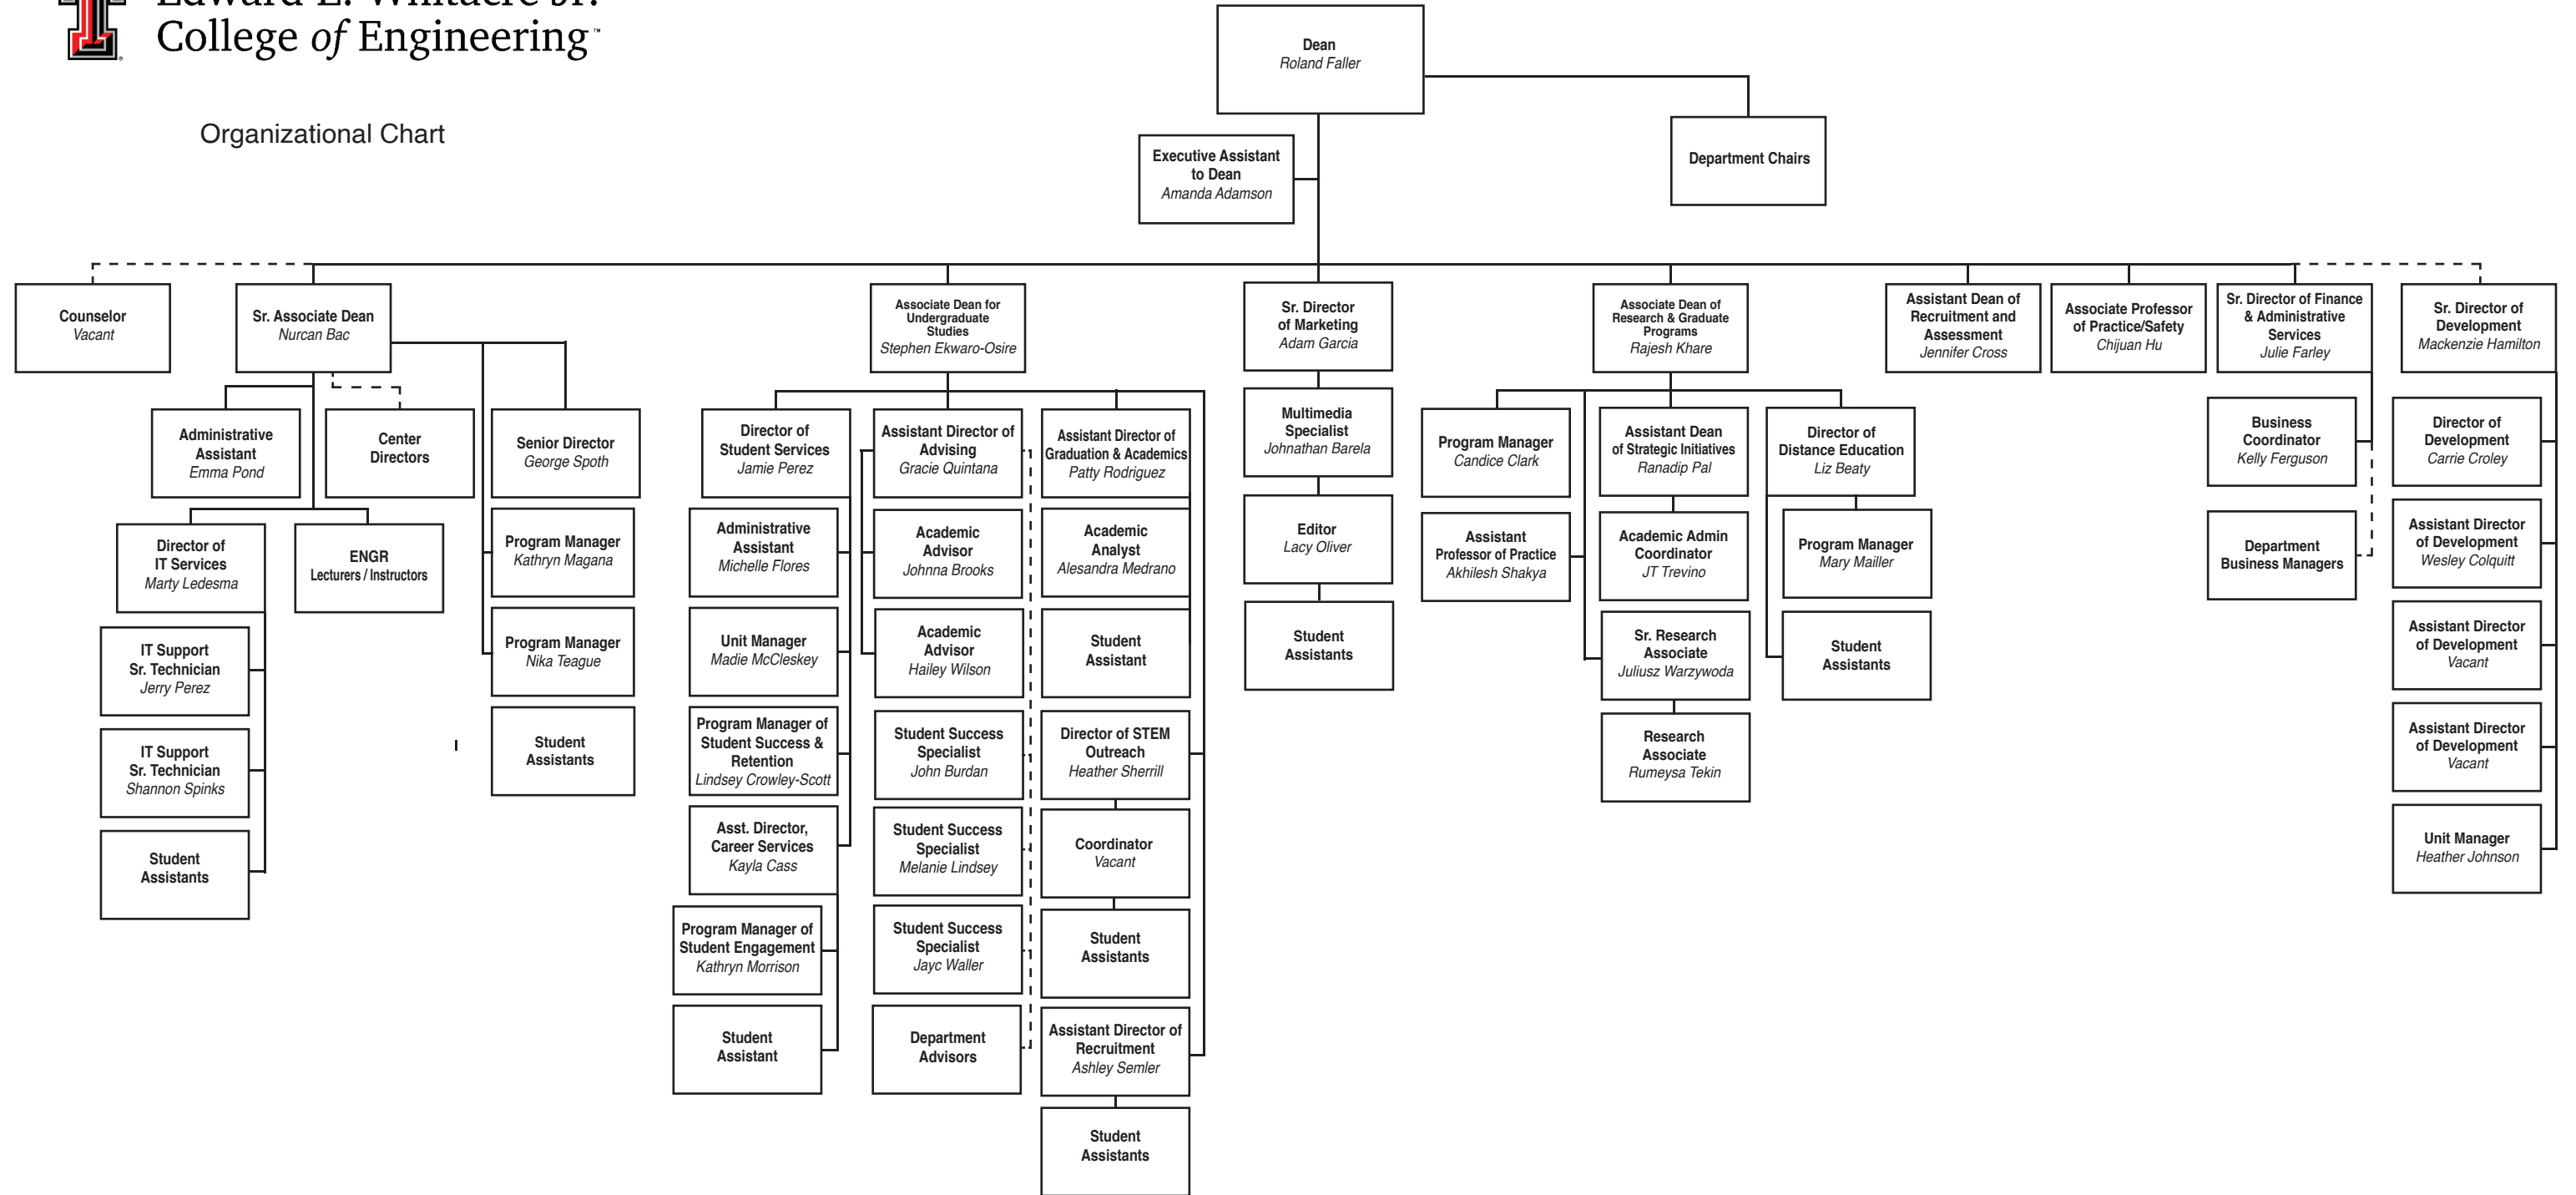 Edward E. Whitacre Jr.
College of Engineering™
Organizational Chart
Dean
Roland Faller
Executive Assistant
to Dean
Amanda Adamson
Department Chairs
Counselor
Vacant
Sr. Associate Dean
Nurcan Bac
Associate Dean for
Undergraduate
Studies
Stephen Ekwaro-Osire
Sr. Director
of Marketing
Adam Garcia
Associate Dean of
Research & Graduate
Programs
Rajesh Khare
Assistant Dean of
Recruitment and
Assessment
Jennifer Cross
Associate Professor
of Practice/Safety
Chijuan Hu
Sr. Director of Finance
& Administrative
Services
Julie Farley
Sr. Director of
Development
Mackenzie Hamilton
Administrative
Assistant
Emma Pond
Center
Directors
Senior Director
George Spoth
Director of
IT Services
Marty Ledesma
ENGR
Lecturers / Instructors
Program Manager
Kathryn Magana
IT Support
Sr. Technician
Jerry Perez
Program Manager
Nika Teague
IT Support
Sr. Technician
Shannon Spinks
Student
Assistants
Student
Assistants
Director of
Student Services
Jamie Perez
Administrative
Assistant
Michelle Flores
Unit Manager
Madie McCleskey
Program Manager of
Student Success &
Retention
Lindsey Crowley-Scott
Asst. Director,
Career Services
Kayla Cass
Program Manager of
Student Engagement
Kathryn Morrison
Student
Assistant
Assistant Director of
Advising
Gracie Quintana
Academic
Advisor
Johnna Brooks
Academic
Advisor
Hailey Wilson
Student Success
Specialist
John Burdan
Student Success
Specialist
Melanie Lindsey
Student Success
Specialist
Jayc Waller
Department
Advisors
Assistant Director of
Graduation & Academics
Patty Rodriguez
Academic
Analyst
Alesandra Medrano
Student
Assistant
Director of STEM
Outreach
Heather Sherrill
Coordinator
Vacant
Student
Assistants
Assistant Director of
Recruitment
Ashley Semler
Student
Assistants
Multimedia
Specialist
Johnathan Barela
Editor
Lacy Oliver
Student
Assistants
Program Manager
Candice Clark
Assistant
Professor of Practice
Akhilesh Shakya
Assistant Dean
of Strategic Initiatives
Ranadip Pal
Academic Admin
Coordinator
JT Trevino
Sr. Research
Associate
Juliusz Warzywoda
Research
Associate
Rumeysa Tekin
Director of
Distance Education
Liz Beaty
Program Manager
Mary Mailler
Student
Assistants
Business
Coordinator
Kelly Ferguson
Department
Business Managers
Director of
Development
Carrie Croley
Assistant Director
of Development
Wesley Colquitt
Assistant Director
of Development
Vacant
Assistant Director
of Development
Vacant
Unit Manager
Heather Johnson